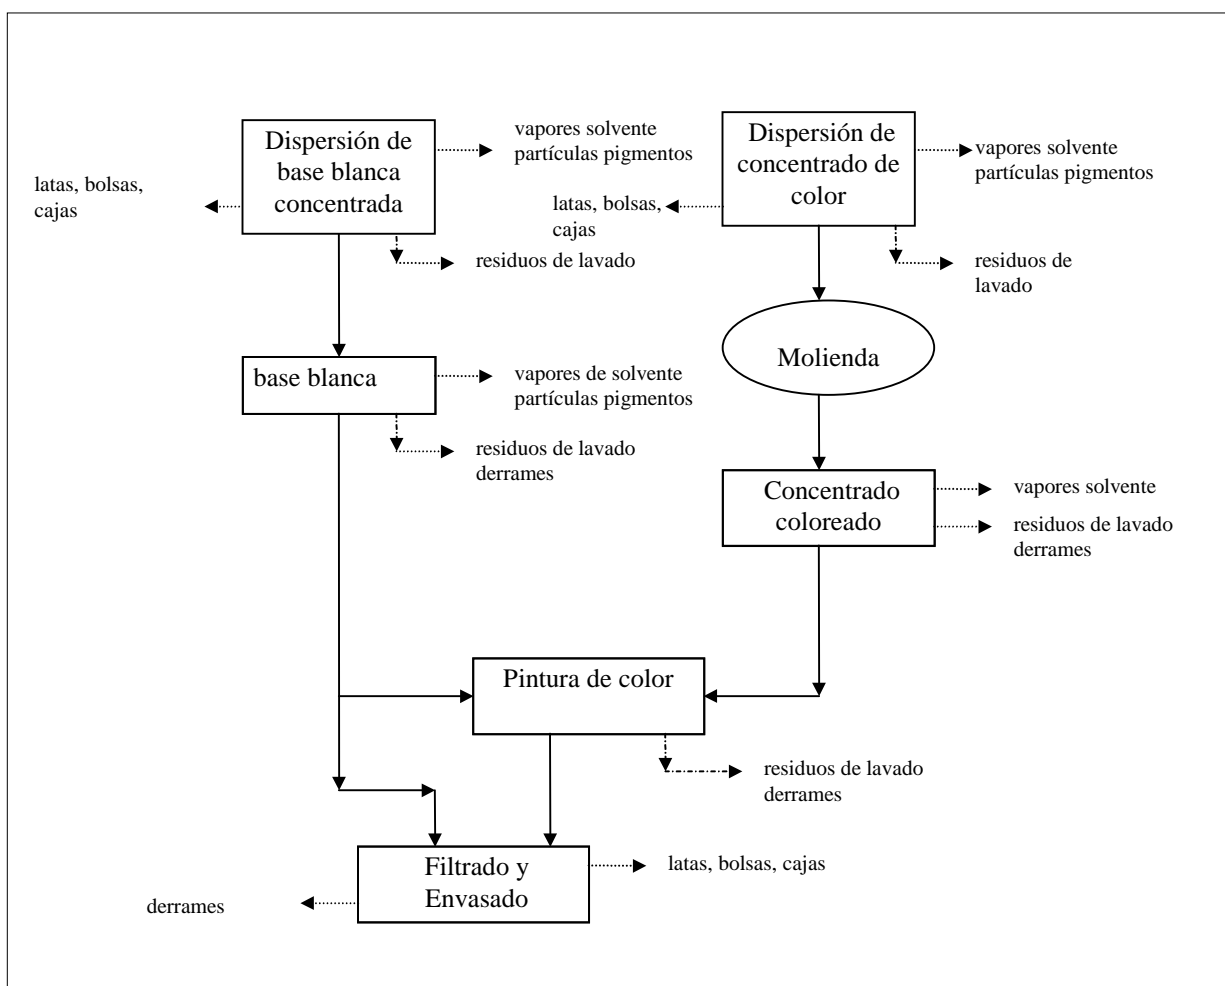 Dispersión de
base blanca
concentrada
vapores solvente
partículas pigmentos
latas, bolsas,
cajas
residuos de lavado
Dispersión de
concentrado de
color
vapores solvente
partículas pigmentos
latas, bolsas,
cajas
residuos de
lavado
Molienda
base blanca
vapores de solvente
partículas pigmentos
residuos de lavado
derrames
Concentrado
coloreado
vapores solvente
residuos de lavado
derrames
Pintura de color
residuos de lavado
derrames
Filtrado y
Envasado
latas, bolsas, cajas
derrames